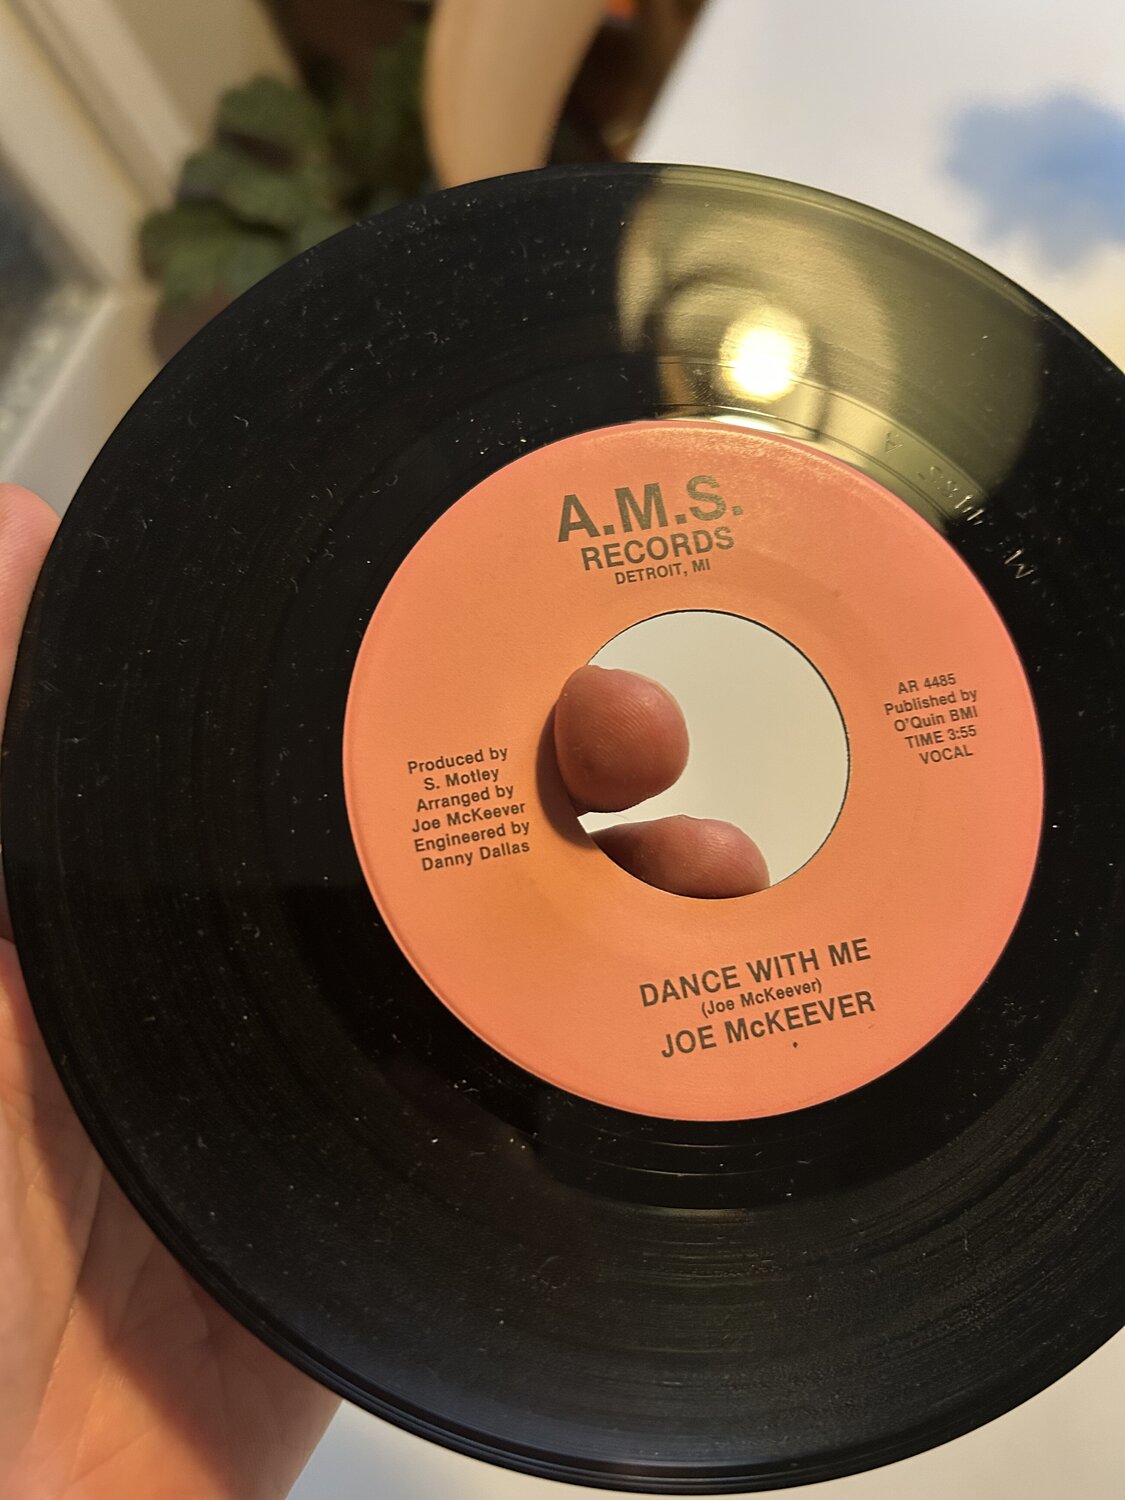 A.M.S.
RECORDS
DETROIT, MI
AR 4485
Published by
O'Quin BMI
TIME 3:55
VOCAL
Produced by
S. Motley
Arranged by
Joe McKeever
Engineered by
Danny Dallas
DANCE WITH ME
(Joe McKeever)
JOE McKEEVER